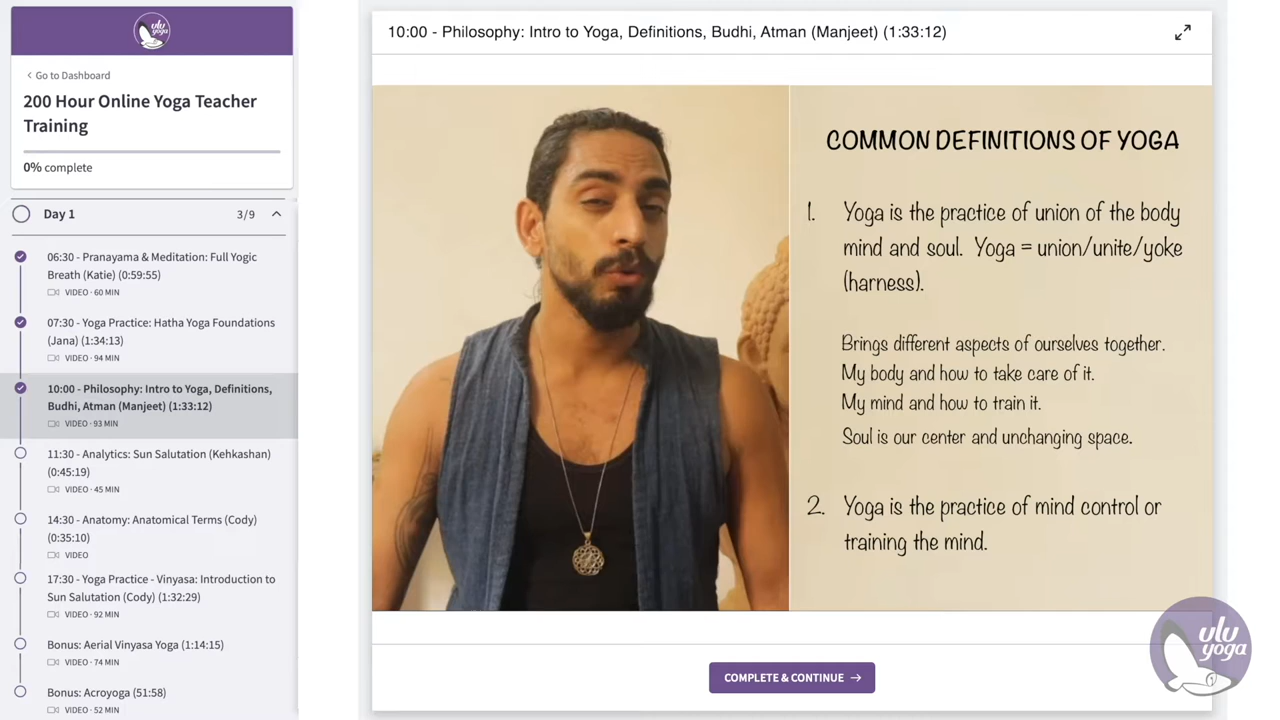 ulu
yoga
Go to Dashboard
200 Hour Online Yoga Teacher
Training
0% complete
Day 1
3/9
06:30 - Pranayama & Meditation: Full Yogic
Breath (Katie) (0:59:55)
VIDEO · 60 MIN
07:30 - Yoga Practice: Hatha Yoga Foundations
(Jana) (1:34:13)
VIDEO · 94 MIN
10:00 - Philosophy: Intro to Yoga, Definitions,
Budhi, Atman (Manjeet) (1:33:12)
VIDEO · 93 MIN
11:30 - Analytics: Sun Salutation (Kehkashan)
(0:45:19)
VIDEO · 45 MIN
14:30 - Anatomy: Anatomical Terms (Cody)
(0:35:10)
VIDEO
17:30 - Yoga Practice - Vinyasa: Introduction to
Sun Salutation (Cody) (1:32:29)
VIDEO · 92 MIN
Bonus: Aerial Vinyasa Yoga (1:14:15)
VIDEO · 74 MIN
Bonus: Acroyoga (51:58)
VIDEO · 52 MIN
10:00 - Philosophy: Intro to Yoga, Definitions, Budhi, Atman (Manjeet) (1:33:12)
COMMON DEFINITIONS OF YOGA
1. Yoga is the practice of union of the body
mind and soul. Yoga = union/unite/yoke
(harness).
Brings different aspects of ourselves together.
My body and how to take care of it.
My mind and how to train it.
Soul is our center and unchanging space.
2. Yoga is the practice of mind control or
training the mind.
COMPLETE & CONTINUE →
ulu
yoga